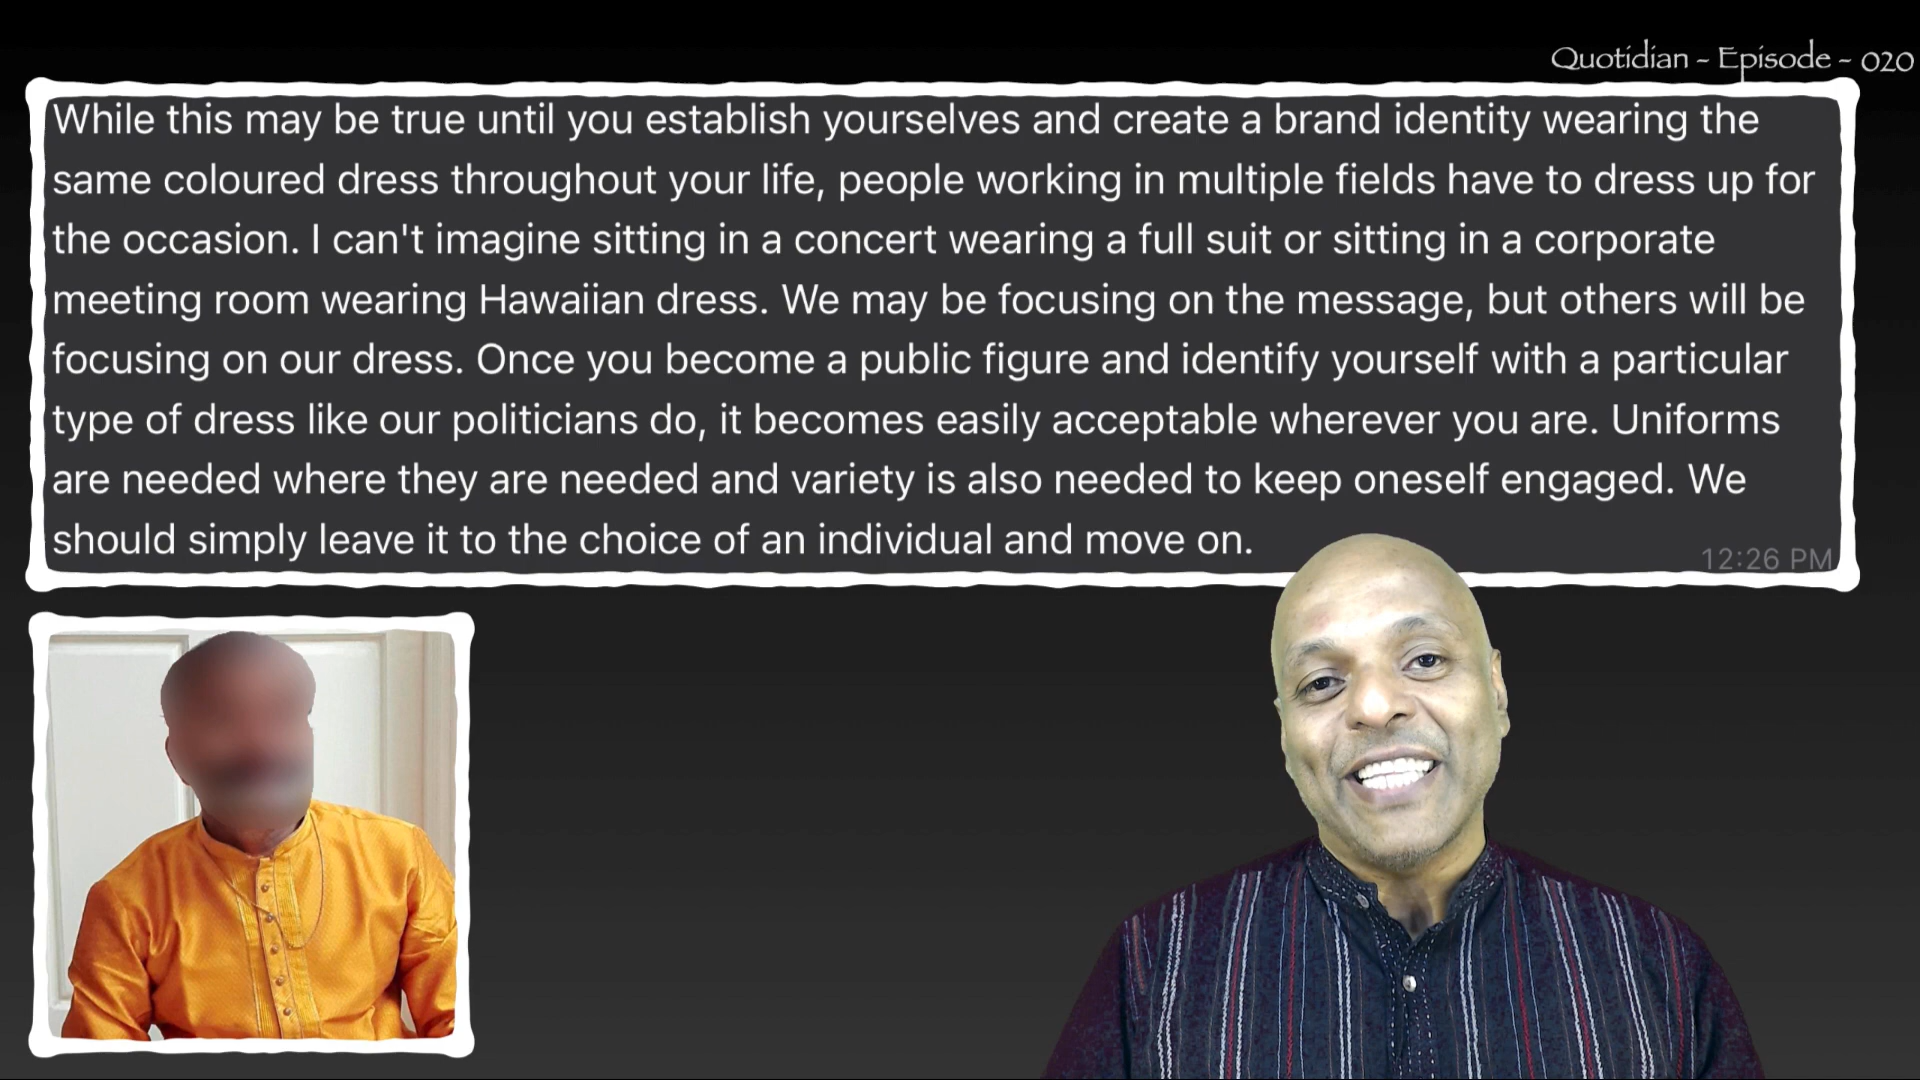 Quotidian - Episode - 020
While this may be true until you establish yourselves and create a brand identity wearing the
same coloured dress throughout your life, people working in multiple fields have to dress up for
the occasion. I can't imagine sitting in a concert wearing a full suit or sitting in a corporate
meeting room wearing Hawaiian dress. We may be focusing on the message, but others will be
focusing on our dress. Once you become a public figure and identify yourself with a particular
type of dress like our politicians do, it becomes easily acceptable wherever you are. Uniforms
are needed where they are needed and variety is also needed to keep oneself engaged. We
should simply leave it to the choice of an individual and move on.
12:26 PM